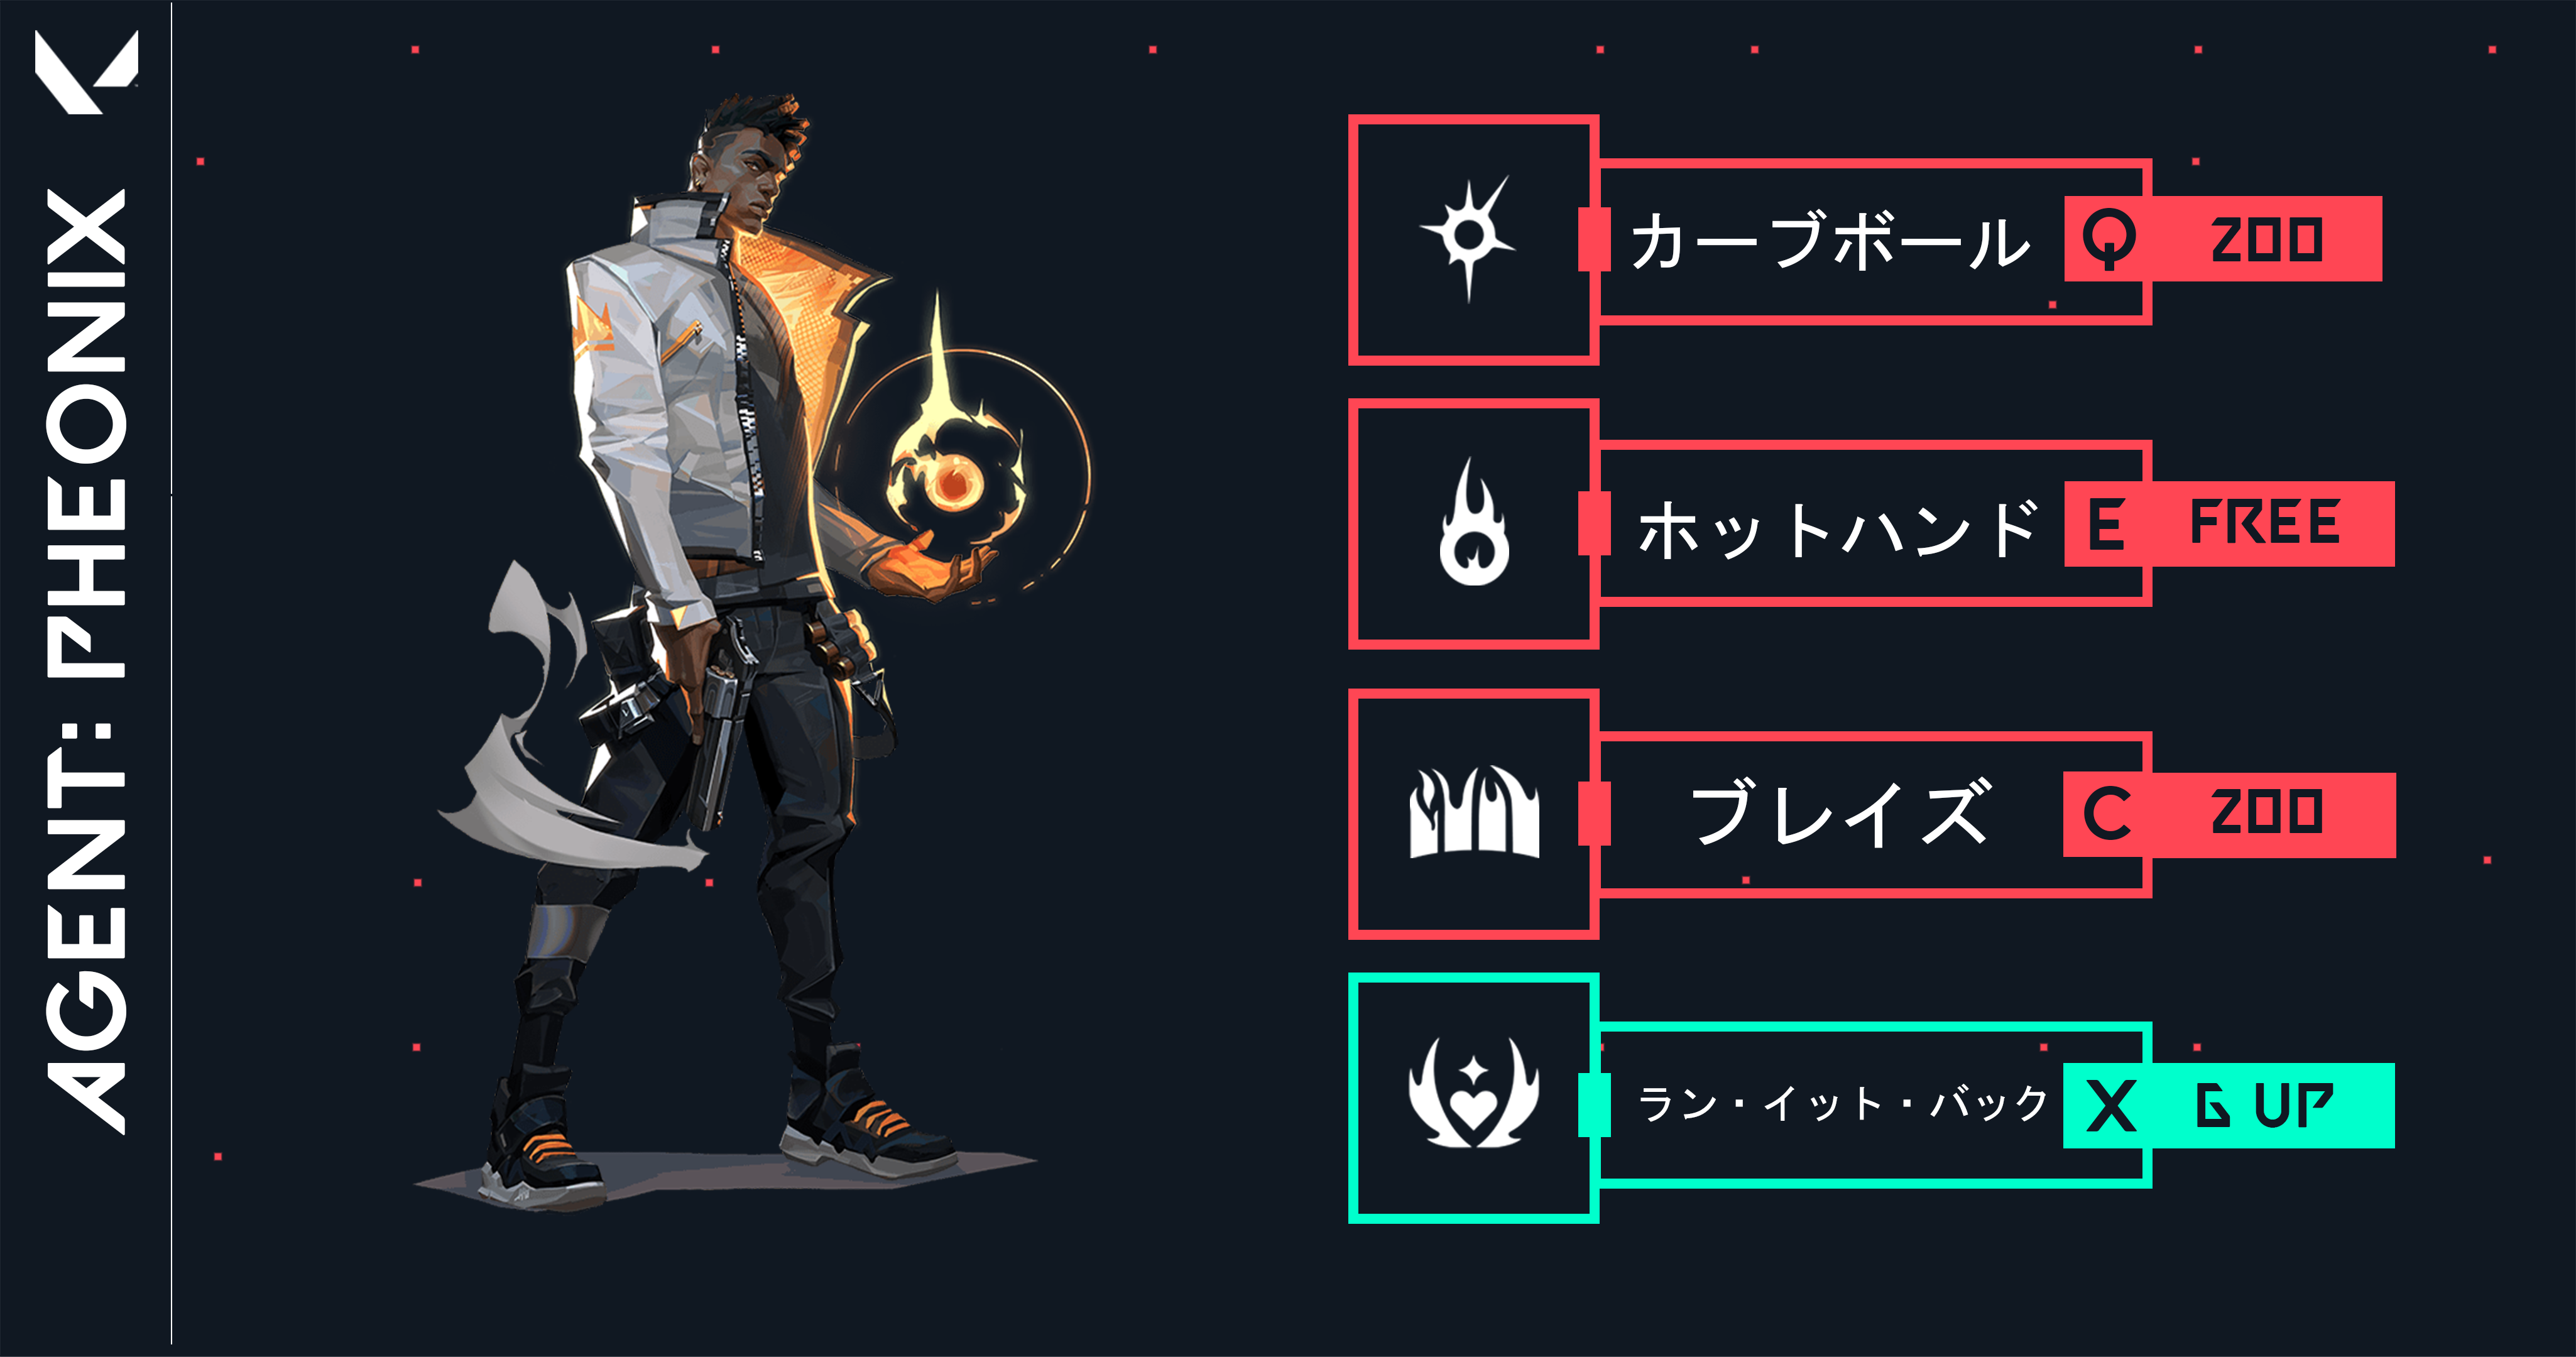 AGENT: PHEONIX
カーブボール Q 200
ホットハンド E FREE
ブレイズ C 200
ラン・イット・バック X 6 UP